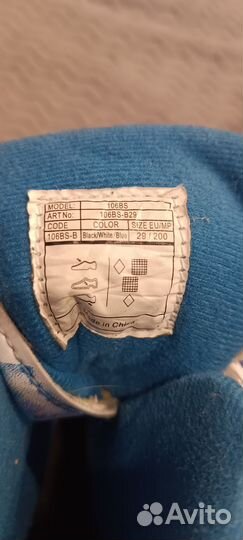 MODEL: 106BS
ART No: 106BS-B29
CODE COLOR SIZE EU/MP
106BS-B Black/White/Blue 29 / 200
de in China
Avito